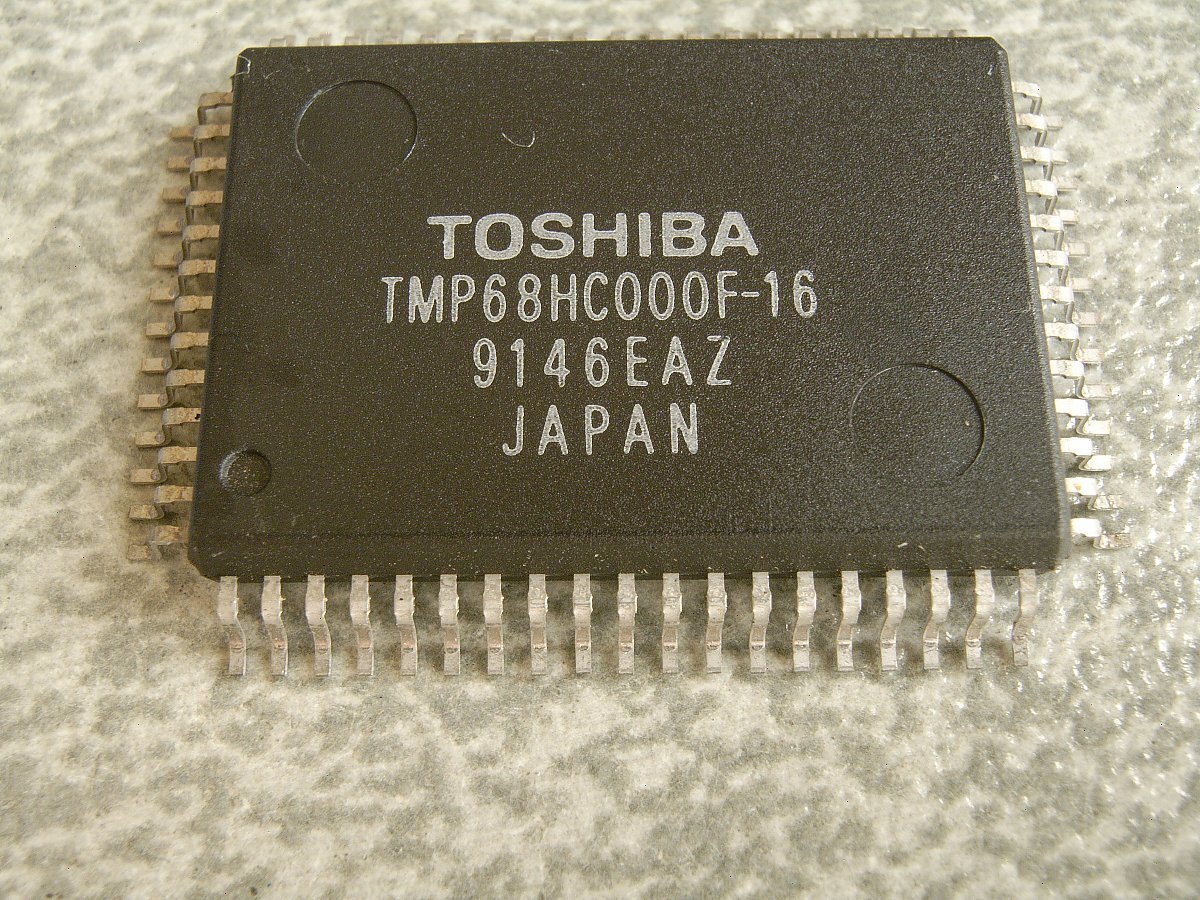 TOSHIBA
TMP68HC000F-16
9146EAZ
JAPAN